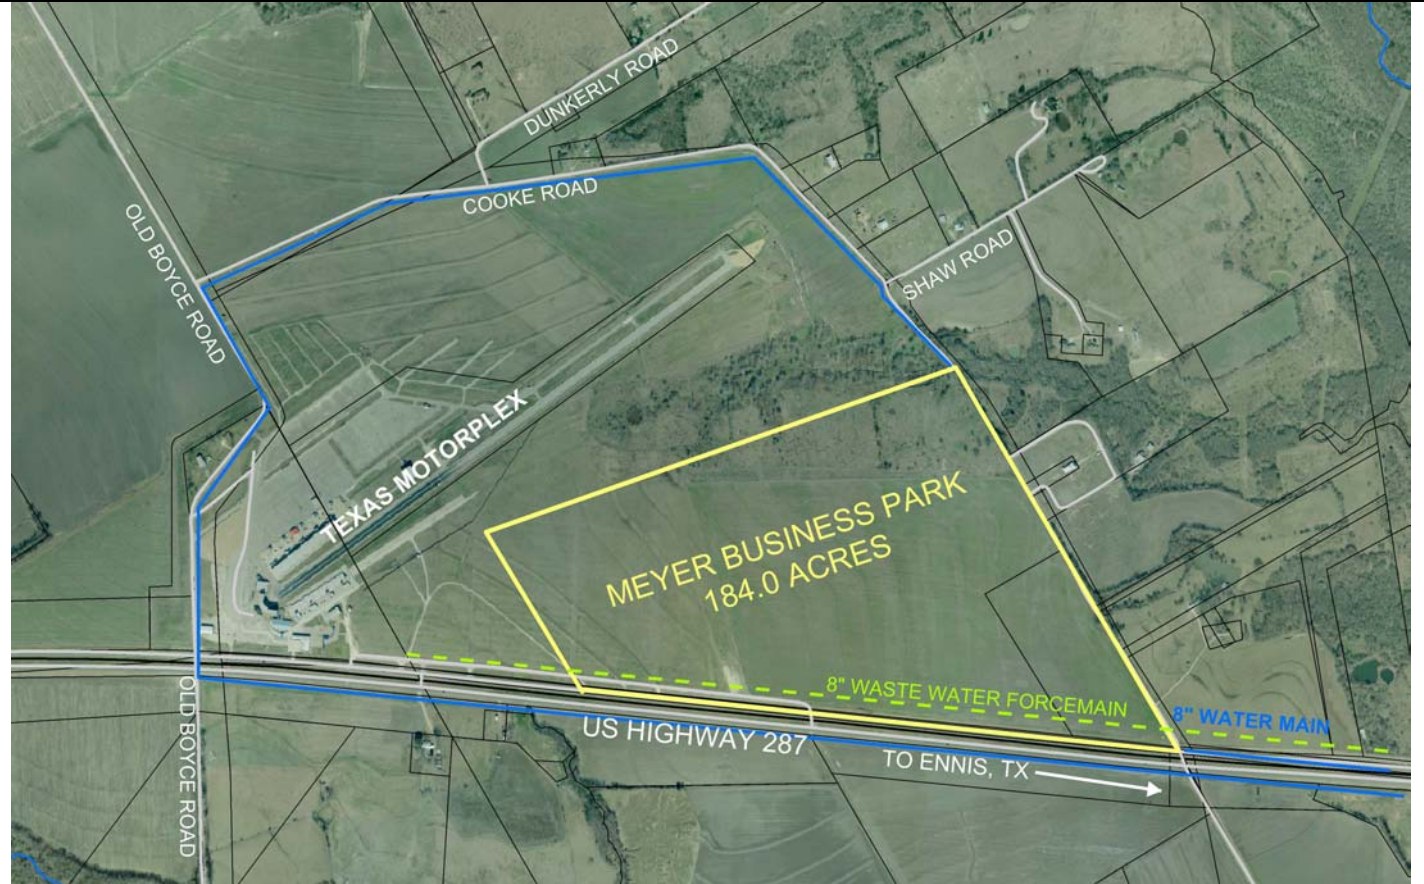 DUNKERLY ROAD
COOKE ROAD
OLD BOYCE ROAD
SHAW ROAD
TEXAS MOTORPLEX
MEYER BUSINESS PARK
184.0 ACRES
8" WASTE WATER FORCEMAIN
8" WATER MAIN
US HIGHWAY 287
TO ENNIS, TX
OLD BOYCE ROAD